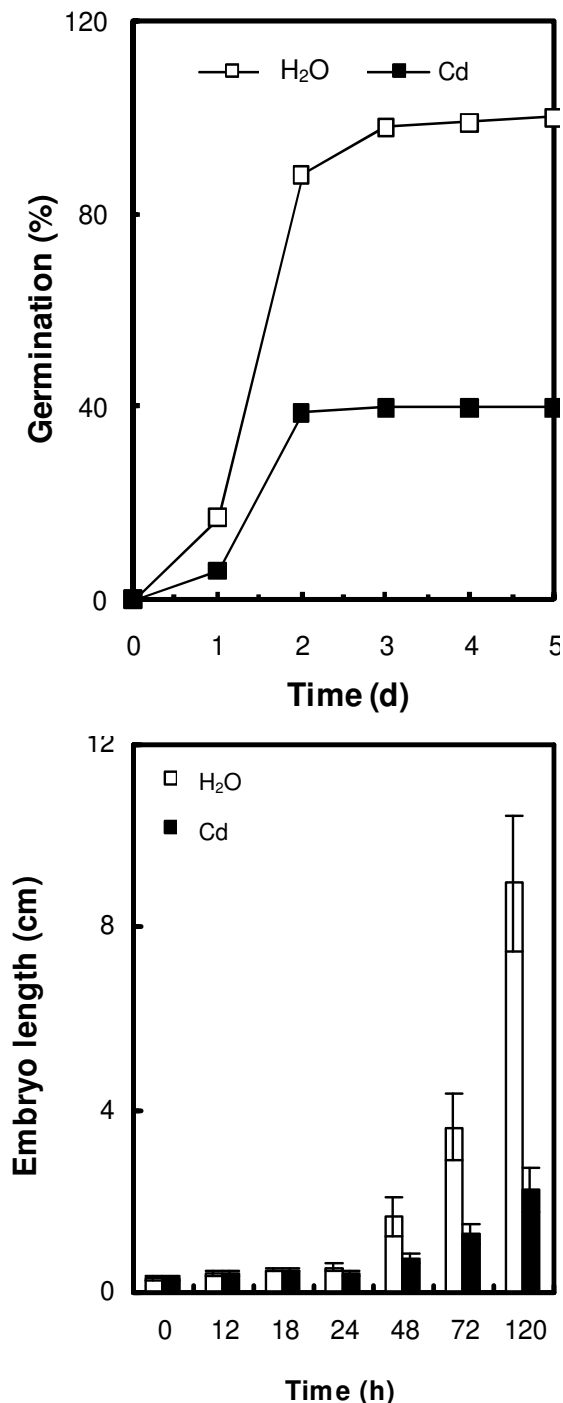 120
H₂O Cd
80
Germination (%)
40
0
0 1 2 3 4 5
Time (d)
12
H₂O
Cd
8
Embryo length (cm)
4
0
0 12 18 24 48 72 120
Time (h)